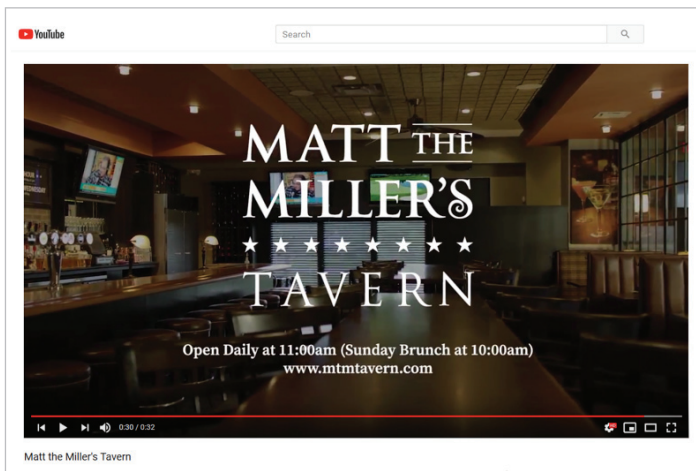 YouTube
Search
MATT THE
MILLER'S
TAVERN
Open Daily at 11:00am (Sunday Brunch at 10:00am)
www.mtmtavern.com
0:30 / 0:32
Matt the Miller's Tavern